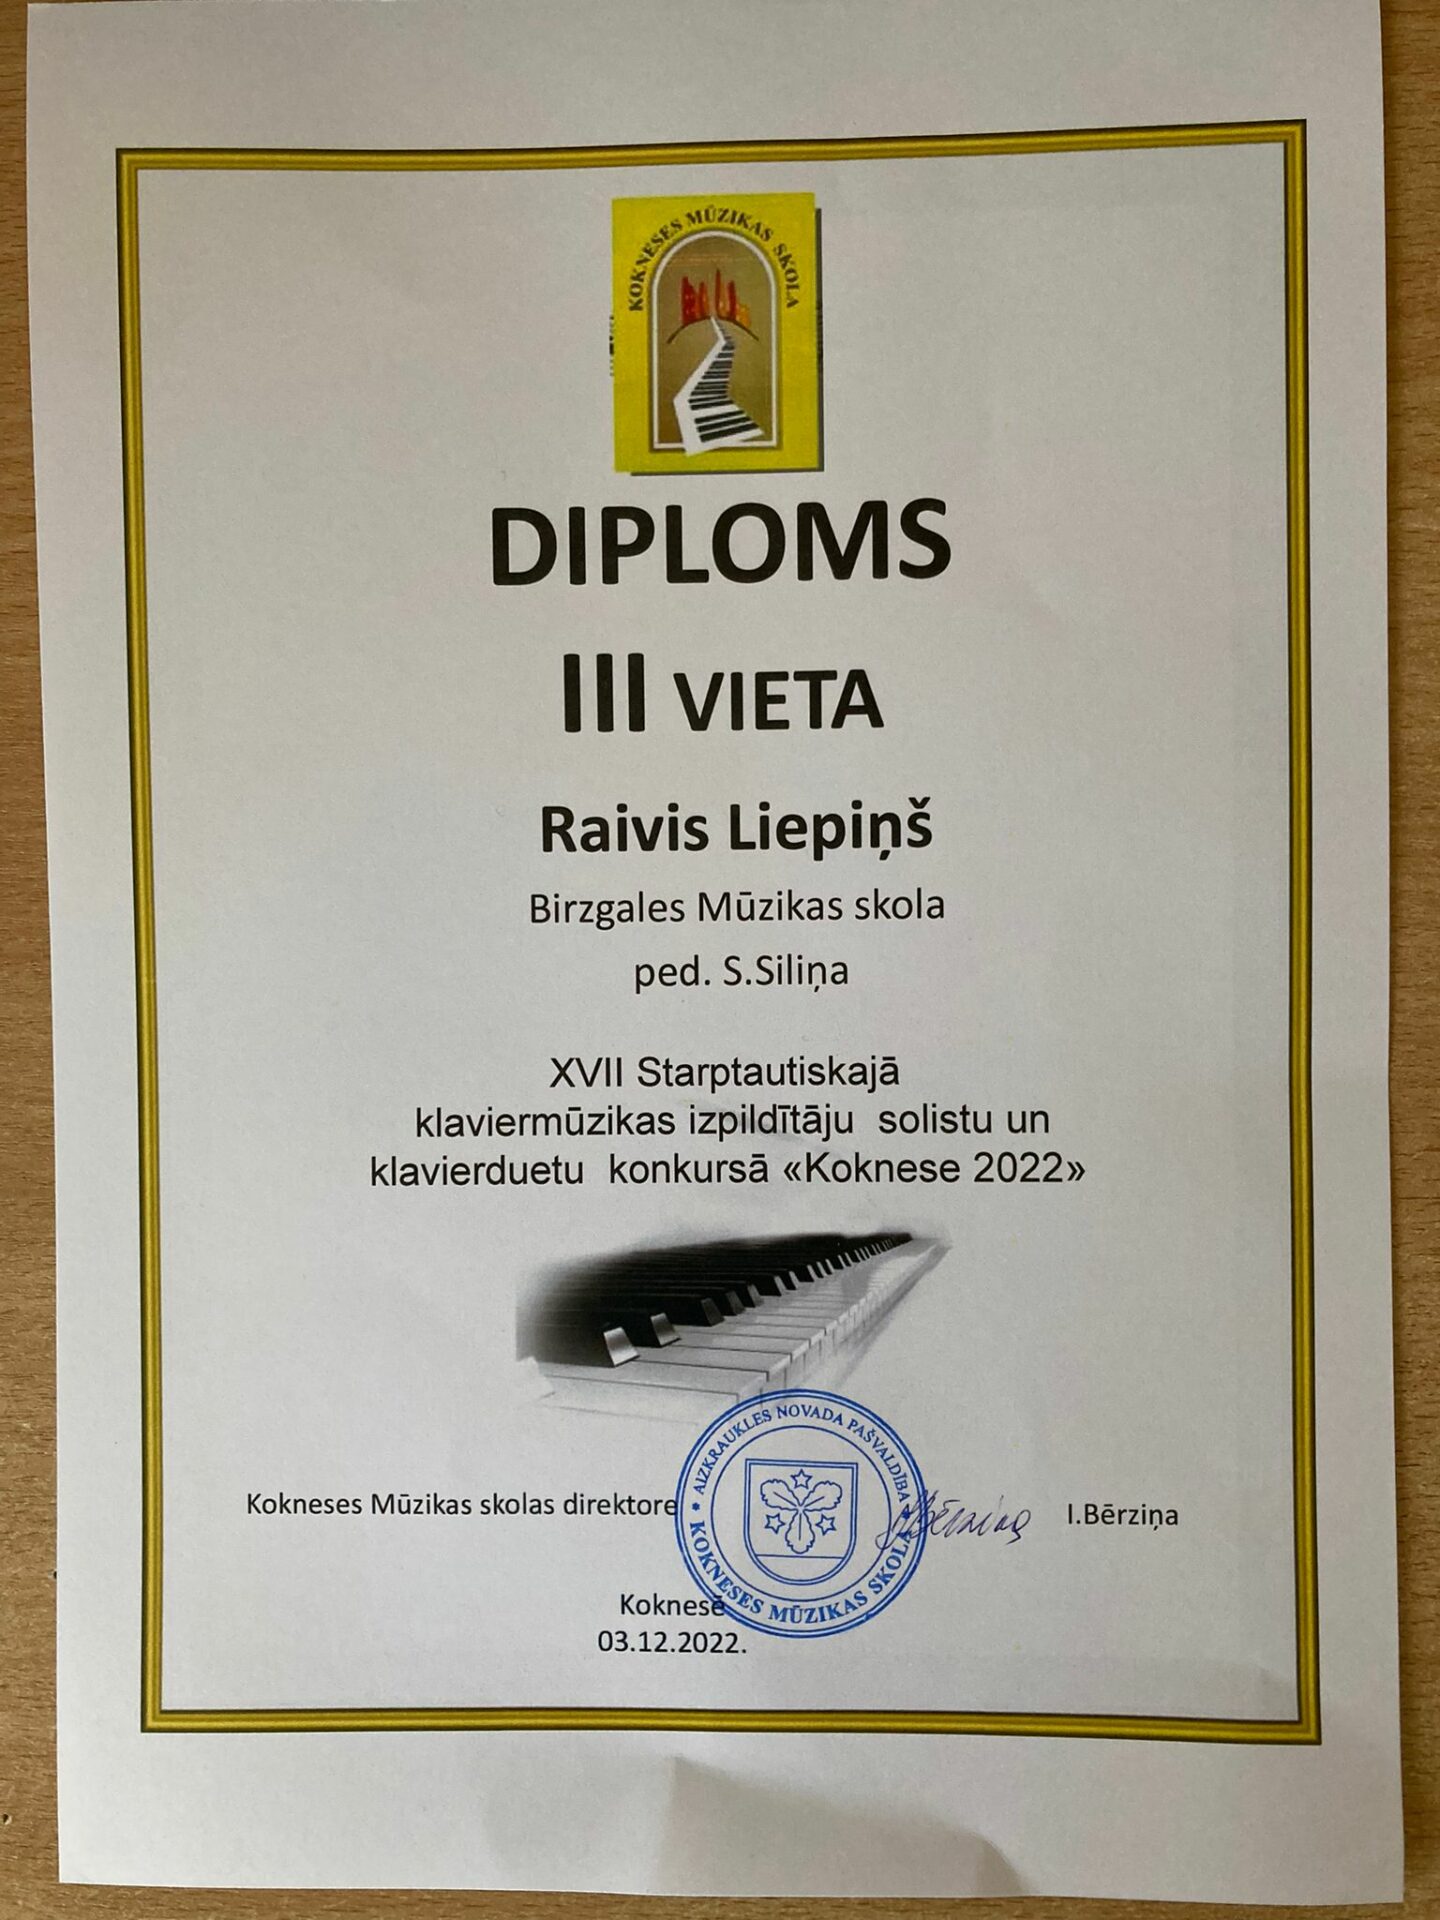 KOKNESES MŪZIKAS SKOLA
DIPLOMS
III VIETA
Raivis Liepiņš
Birzgales Mūzikas skola
ped. S.Siliņa
XVII Starptautiskajā
klaviermūzikas izpildītāju solistu un
klavierduetu konkursā «Koknese 2022»
Kokneses Mūzikas skolas direktore
* AIZKRAUKLES NOVADA PAŠVALDĪBA *
KOKNESES MŪZIKAS SKOLA
I.Bērziņa
Koknesē
03.12.2022.